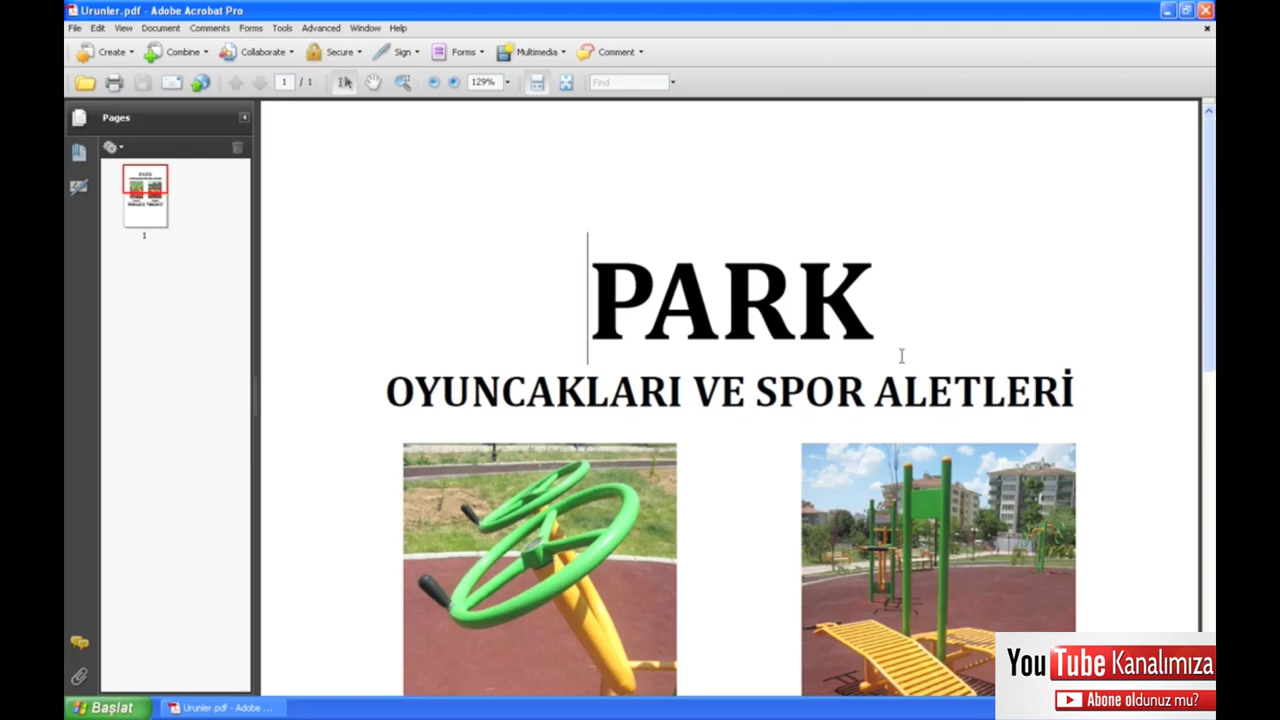 Urunler.pdf - Adobe Acrobat Pro
File Edit View Document Comments Forms Tools Advanced Window Help
Create Combine Collaborate Secure Sign Forms Multimedia Comment
1 / 1 129% Find
Pages
1
PARK
OYUNCAKLARI VE SPOR ALETLERİ
You Tube Kanalımıza
Abone oldunuz mu?
Başlat Urunler.pdf - Adobe ...